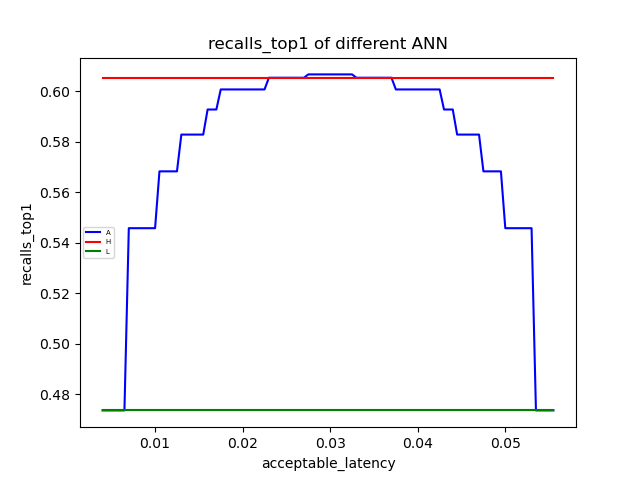 recalls_top1 of different ANN
recalls_top1
0.60
0.58
0.56
0.54
0.52
0.50
0.48
A
H
L
0.01 0.02 0.03 0.04 0.05
acceptable_latency